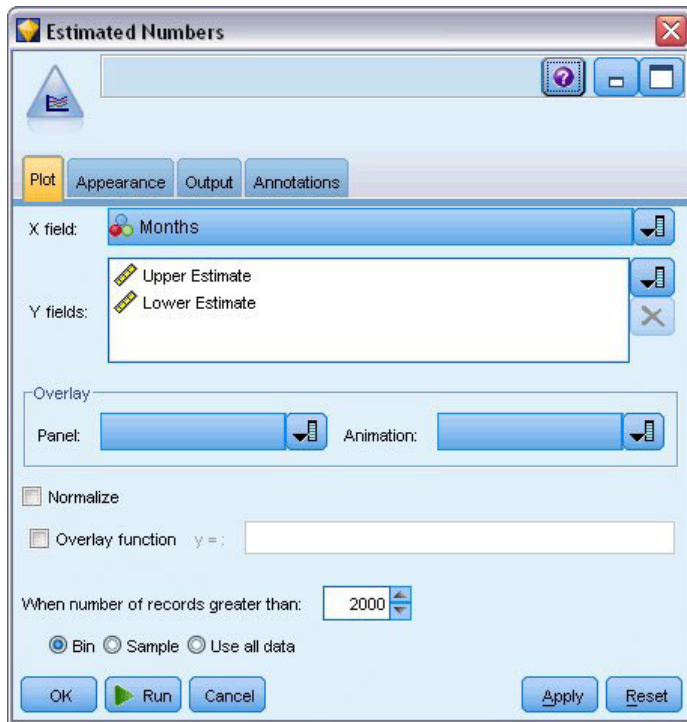 Estimated Numbers
Plot Appearance Output Annotations
X field: Months
Y fields:
Upper Estimate
Lower Estimate
Overlay
Panel: Animation:
Normalize
Overlay function y = :
When number of records greater than: 2000
Bin Sample Use all data
OK Run Cancel Apply Reset